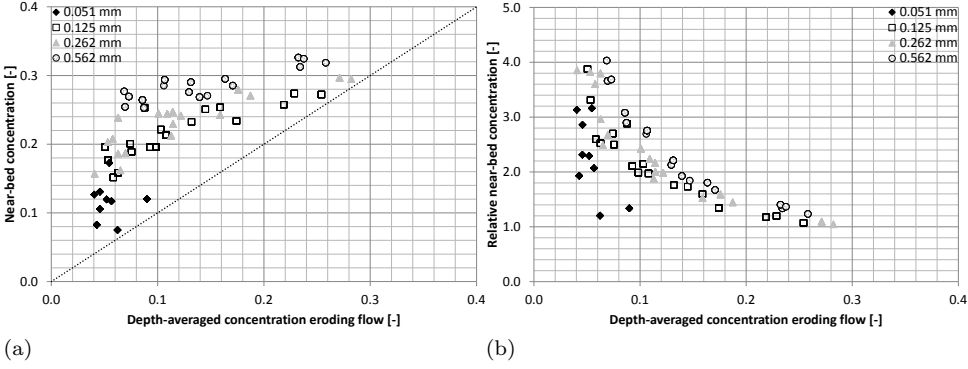 Near-bed concentration [-]
0.4
0.3
0.2
0.1
0.0
0.051 mm
0.125 mm
0.262 mm
0.562 mm
0.0 0.1 0.2 0.3 0.4
Depth-averaged concentration eroding flow [-]
(a)
Relative near-bed concentration [-]
5.0
4.0
3.0
2.0
1.0
0.0
0.051 mm
0.125 mm
0.262 mm
0.562 mm
0.0 0.1 0.2 0.3 0.4
Depth-averaged concentration eroding flow [-]
(b)